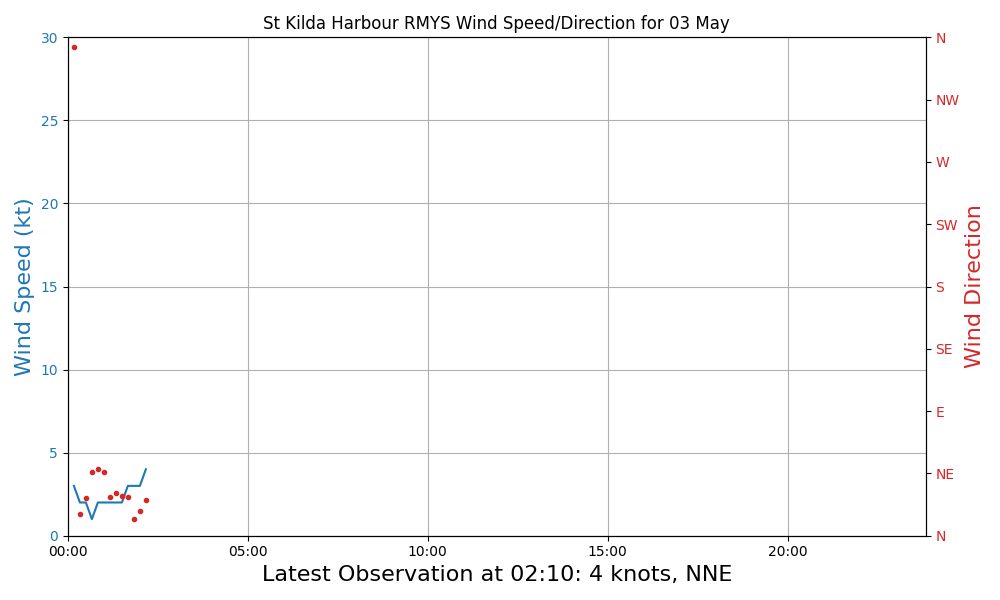 St Kilda Harbour RMYS Wind Speed/Direction for 03 May
30
25
20
15
10
5
0
Wind Speed (kt)
N
NW
W
SW
S
SE
E
NE
N
Wind Direction
00:00
05:00
10:00
15:00
20:00
Latest Observation at 02:10: 4 knots, NNE